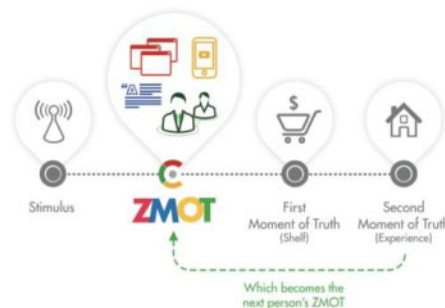 $
"A
Stimulus
ZMOT
First
Moment of Truth
(Shelf)
Second
Moment of Truth
(Experience)
Which becomes the
next person's ZMOT